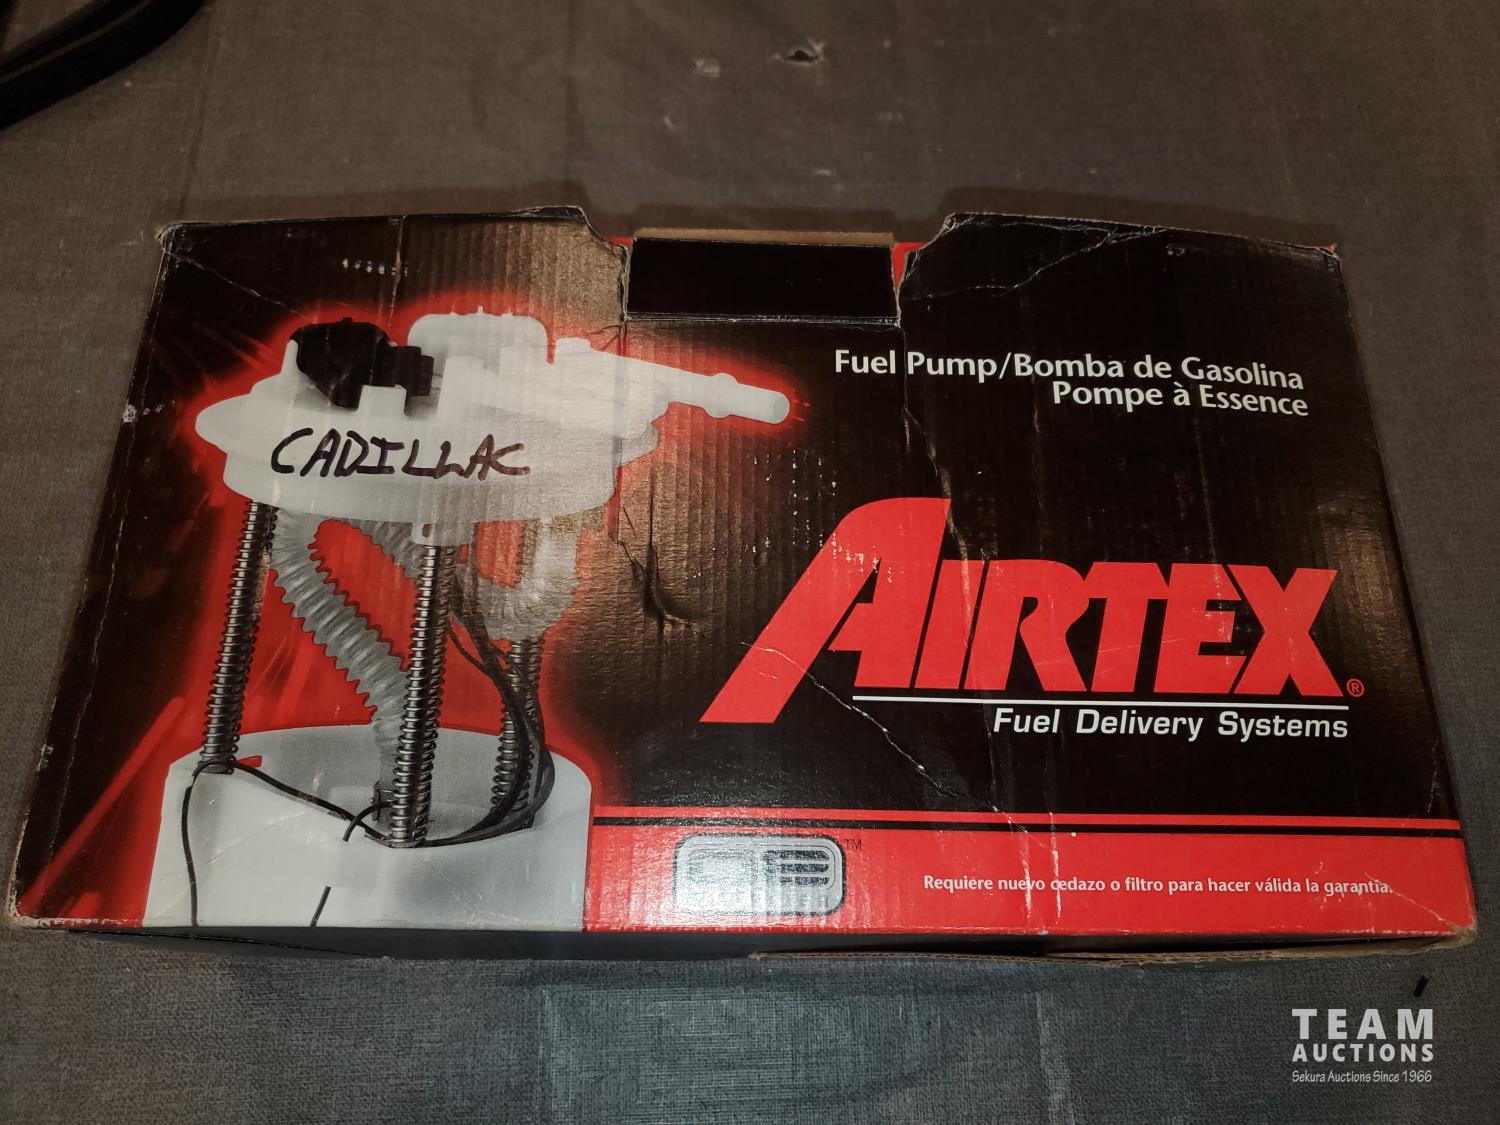 Fuel Pump/Bomba de Gasolina
Pompe à Essence
CADILLAC
AIRTEX®
Fuel Delivery Systems
TM
Requiere nuevo cedazo o filtro para hacer válida la garantía.
TEAM
AUCTIONS
Sekura Auctions Since 1966